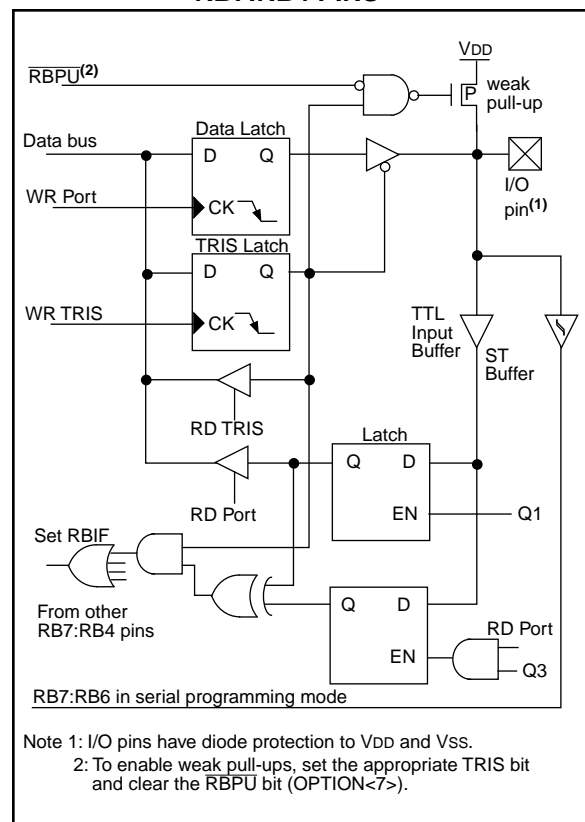 RBPU(2)
VDD
P
weak
pull-up
Data bus
Data Latch
D Q
WR Port
CK
I/O
pin(1)
TRIS Latch
D Q
WR TRIS
CK
TTL
Input
Buffer
ST
Buffer
RD TRIS
Latch
Q D
RD Port
EN
Q1
Set RBIF
From other
RB7:RB4 pins
Q D
RD Port
EN
Q3
RB7:RB6 in serial programming mode
Note 1: I/O pins have diode protection to VDD and VSS.
2: To enable weak pull-ups, set the appropriate TRIS bit
and clear the RBPU bit (OPTION<7>).